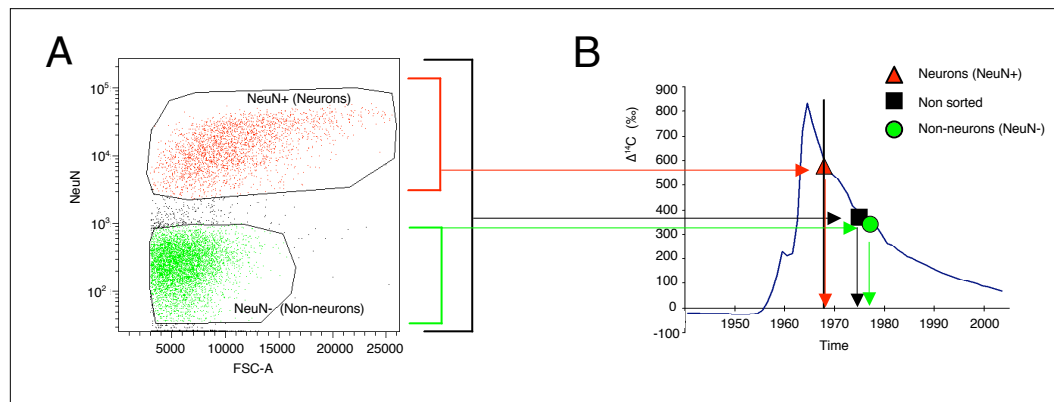 A
NeuN+ (Neurons)
NeuN- (Non-neurons)
10⁵
10⁴
10³
10²
NeuN
5000 10000 15000 20000 25000
FSC-A
B
Neurons (NeuN+)
Non sorted
Non-neurons (NeuN-)
Δ¹⁴C (‰)
900
800
700
600
500
400
300
200
100
0
-100
1950 1960 1970 1980 1990 2000
Time